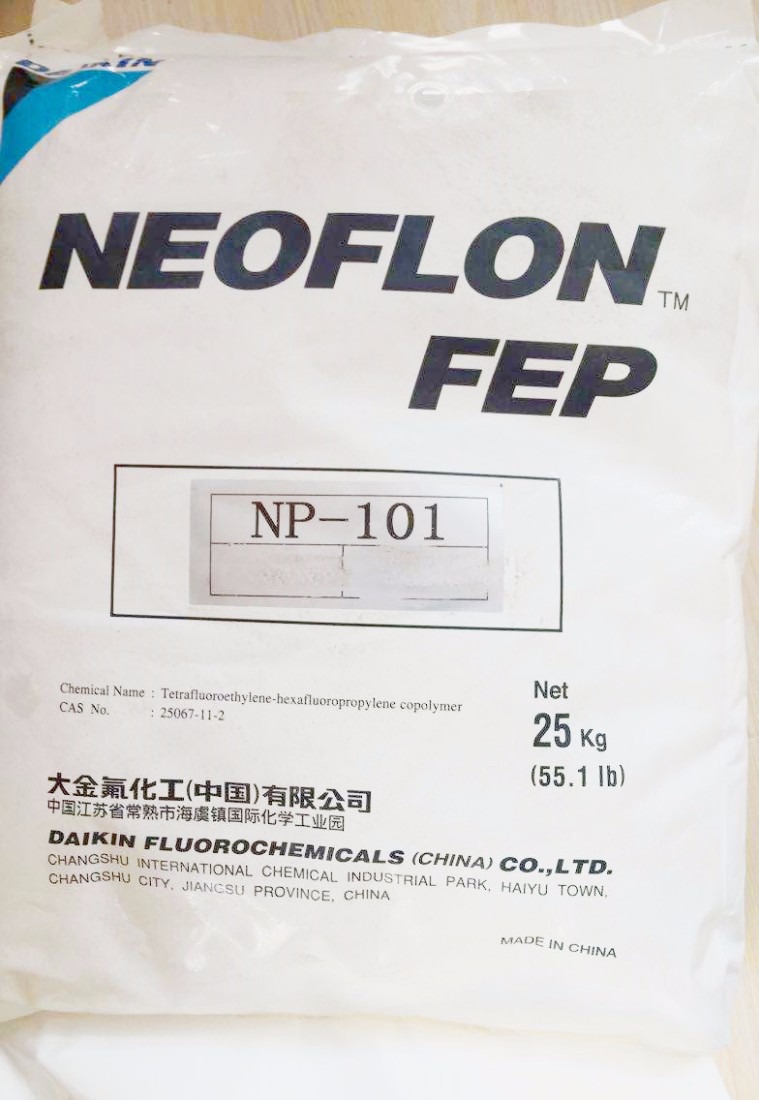 DAIKIN
NEOFLON™
FEP
NP-101
Chemical Name : Tetrafluoroethylene-hexafluoropropylene copolymer
CAS No. : 25067-11-2
Net
25 Kg
(55.1 lb)
大金氟化工(中国)有限公司
中国江苏省常熟市海虞镇国际化学工业园
DAIKIN FLUOROCHEMICALS (CHINA) CO.,LTD.
CHANGSHU INTERNATIONAL CHEMICAL INDUSTRIAL PARK, HAIYU TOWN,
CHANGSHU CITY, JIANGSU PROVINCE, CHINA
MADE IN CHINA